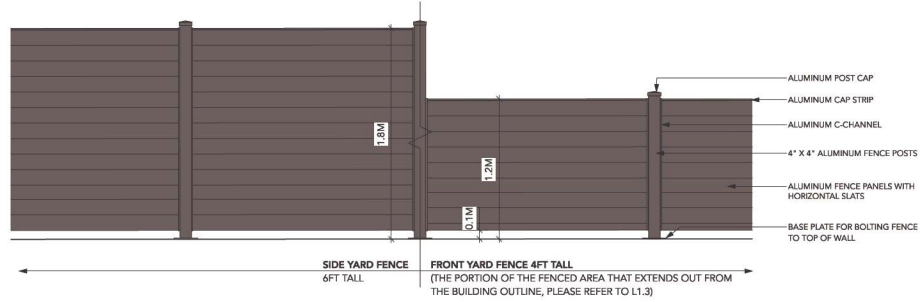 1.8M
1.2M
0.1M
ALUMINUM POST CAP
ALUMINUM CAP STRIP
ALUMINUM C-CHANNEL
4" X 4" ALUMINUM FENCE POSTS
ALUMINUM FENCE PANELS WITH
HORIZONTAL SLATS
BASE PLATE FOR BOLTING FENCE
TO TOP OF WALL
SIDE YARD FENCE
6FT TALL
FRONT YARD FENCE 4FT TALL
(THE PORTION OF THE FENCED AREA THAT EXTENDS OUT FROM
THE BUILDING OUTLINE, PLEASE REFER TO L1.3)